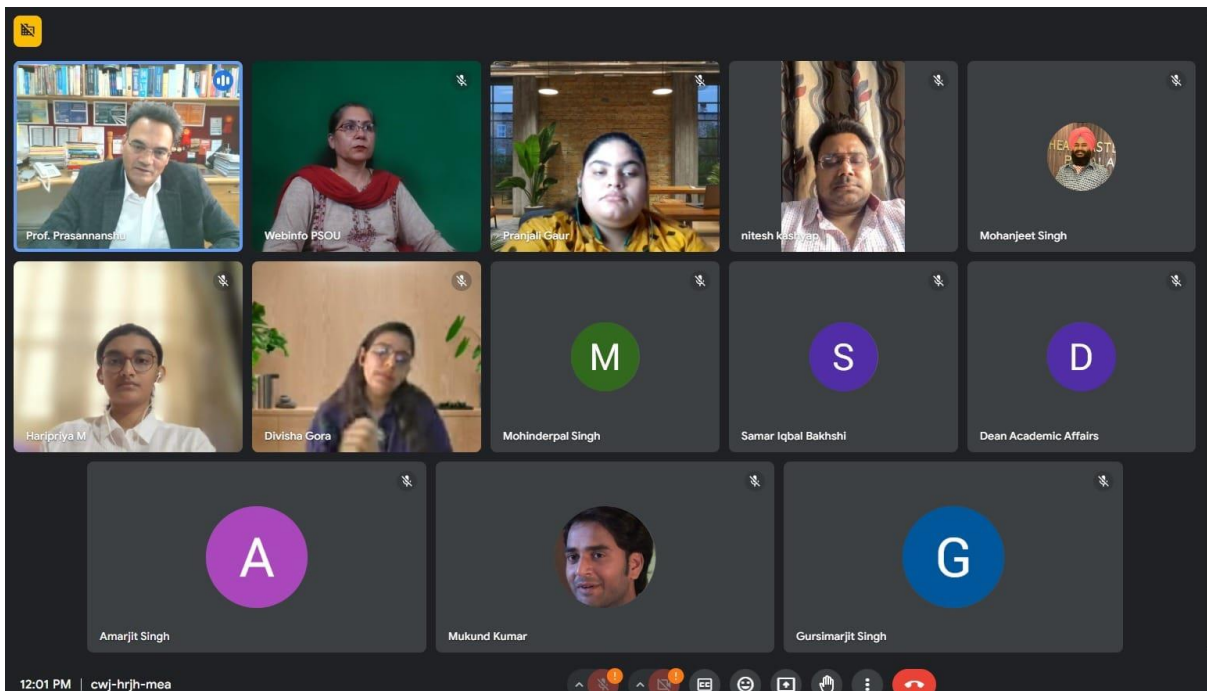 Prof. Prasannanshu
Webinfo PSOU
Pranjali Gaur
nitesh kashyap
Mohanjeet Singh
Haripriya M
Divisha Gora
M
Mohinderpal Singh
S
Samar Iqbal Bakhshi
D
Dean Academic Affairs
A
Amarjit Singh
Mukund Kumar
G
Gursimarjit Singh
12:01 PM | cwj-hrjh-mea